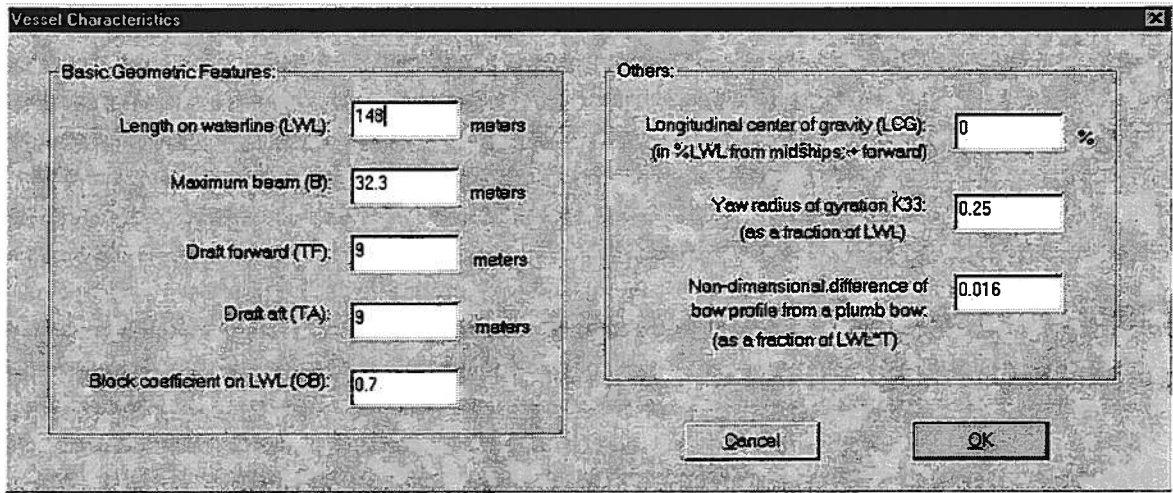 Vessel Characteristics
Basic Geometric Features:
Length on waterline (LWL): 148 meters
Maximum beam (B): 32.3 meters
Draft forward (TF): 9 meters
Draft aft (TA): 9 meters
Block coefficient on LWL (CB): 0.7
Others:
Longitudinal center of gravity (LCG): 0 %
(in %LWL from midships; + forward)
Yaw radius of gyration K33: 0.25
(as a fraction of LWL)
Non-dimensional difference of 0.016
bow profile from a plumb bow:
(as a fraction of LWL*T)
Cancel OK